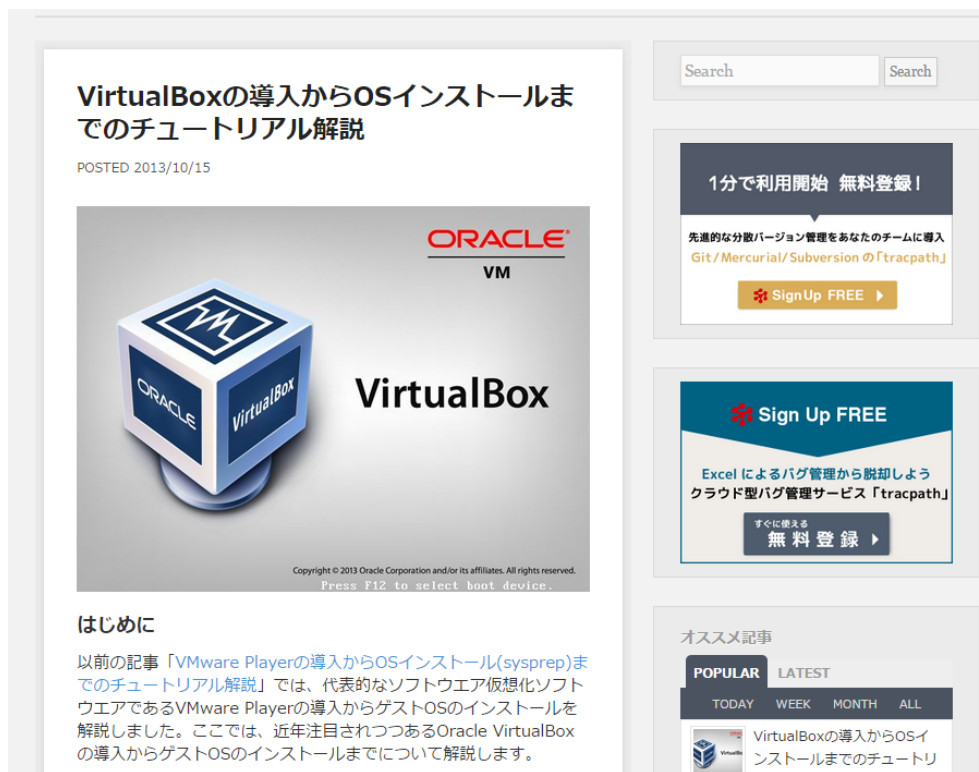 VirtualBoxの導入からOSインストールま
でのチュートリアル解説
POSTED 2013/10/15
ORACLE
VM
ORACLE
VirtualBox
VirtualBox
Copyright © 2013 Oracle Corporation and/or its affiliates. All rights reserved.
Press F12 to select boot device.
はじめに
以前の記事「VMware Playerの導入からOSインストール(sysprep)ま
でのチュートリアル解説」では、代表的なソフトウエア仮想化ソフト
ウエアであるVMware Playerの導入からゲストOSのインストールを
解説しました。ここでは、近年注目されつつあるOracle VirtualBox
の導入からゲストOSのインストールまでについて解説します。
Search
Search
1分で利用開始 無料登録！
先進的な分散バージョン管理をあなたのチームに導入
Git/Mercurial/Subversion の「tracpath」
SignUp FREE
Sign Up FREE
Excel によるバグ管理から脱却しよう
クラウド型バグ管理サービス「tracpath」
すぐに使える
無料登録
オススメ記事
POPULAR LATEST
TODAY WEEK MONTH ALL
VirtualBoxの導入からOSイ
ンストールまでのチュートリ